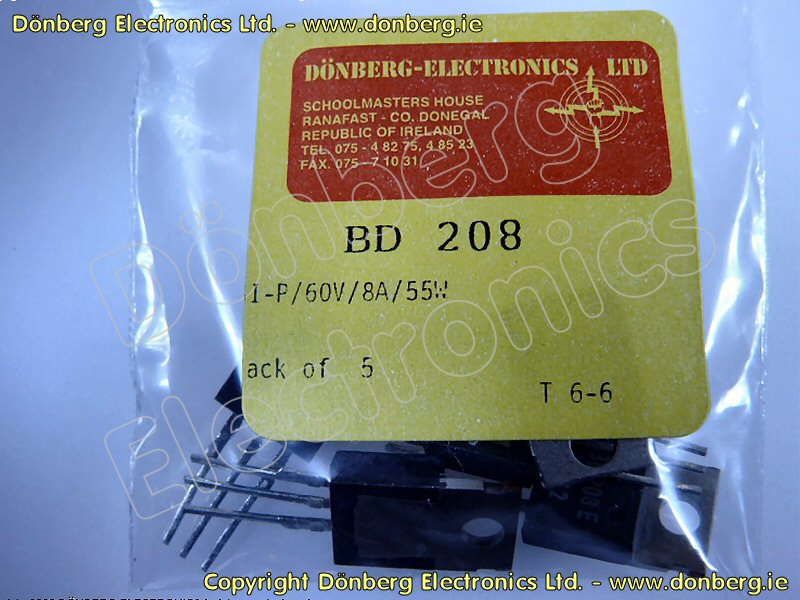 Dönberg Electronics Ltd. - www.donberg.ie
DÖNBERG-ELECTRONICS LTD
SCHOOLMASTERS HOUSE
RANAFAST - CO. DONEGAL
REPUBLIC OF IRELAND
TEL. 075 - 4 82 75, 4 85 23
FAX. 075 - 7 10 31
BD 208
I-P/60V/8A/55W
ack of 5
T 6-6
Dönberg
Electronics
Copyright Dönberg Electronics Ltd. - www.donberg.ie